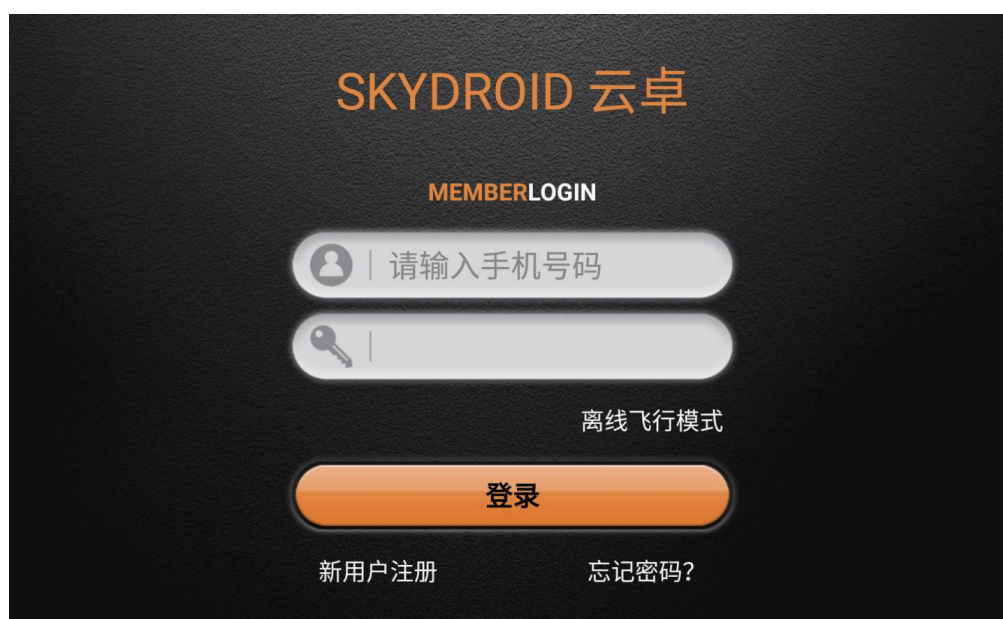 SKYDROID 云卓
MEMBERLOGIN
请输入手机号码
离线飞行模式
登录
新用户注册
忘记密码？